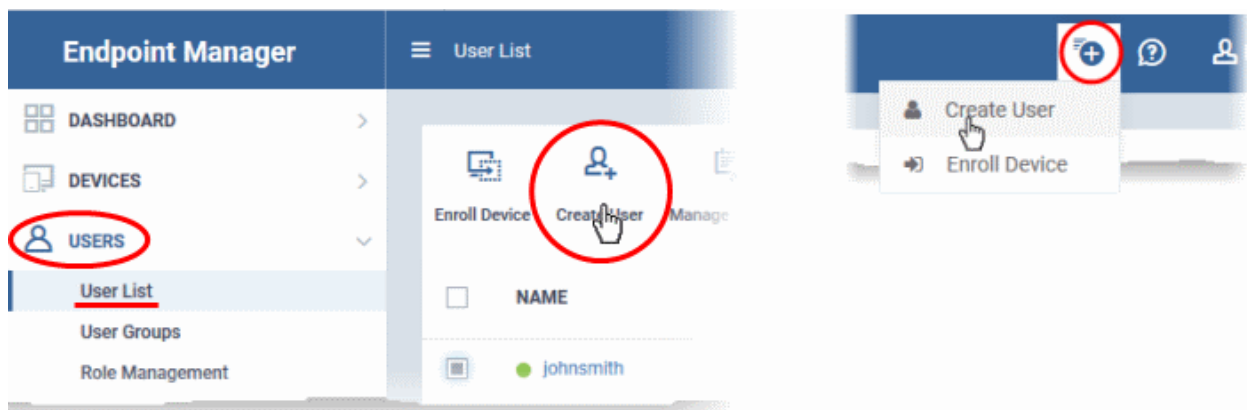 Endpoint Manager
User List
DASHBOARD
DEVICES
USERS
User List
User Groups
Role Management
Enroll Device
Create User
Manage
NAME
johnsmith
Create User
Enroll Device